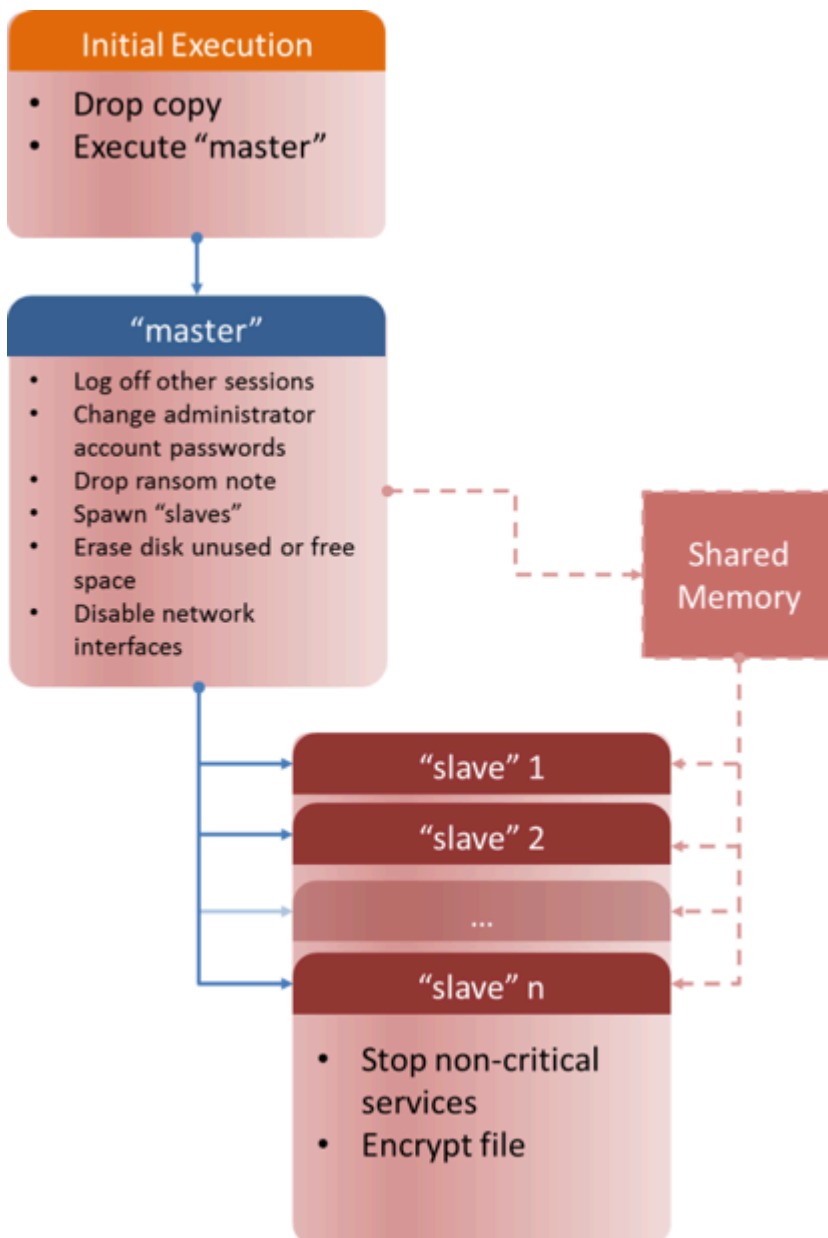 Initial Execution
• Drop copy
• Execute “master”
“master”
• Log off other sessions
• Change administrator
account passwords
• Drop ransom note
• Spawn “slaves”
• Erase disk unused or free
space
• Disable network
interfaces
Shared
Memory
“slave” 1
“slave” 2
...
“slave” n
• Stop non-critical
services
• Encrypt file